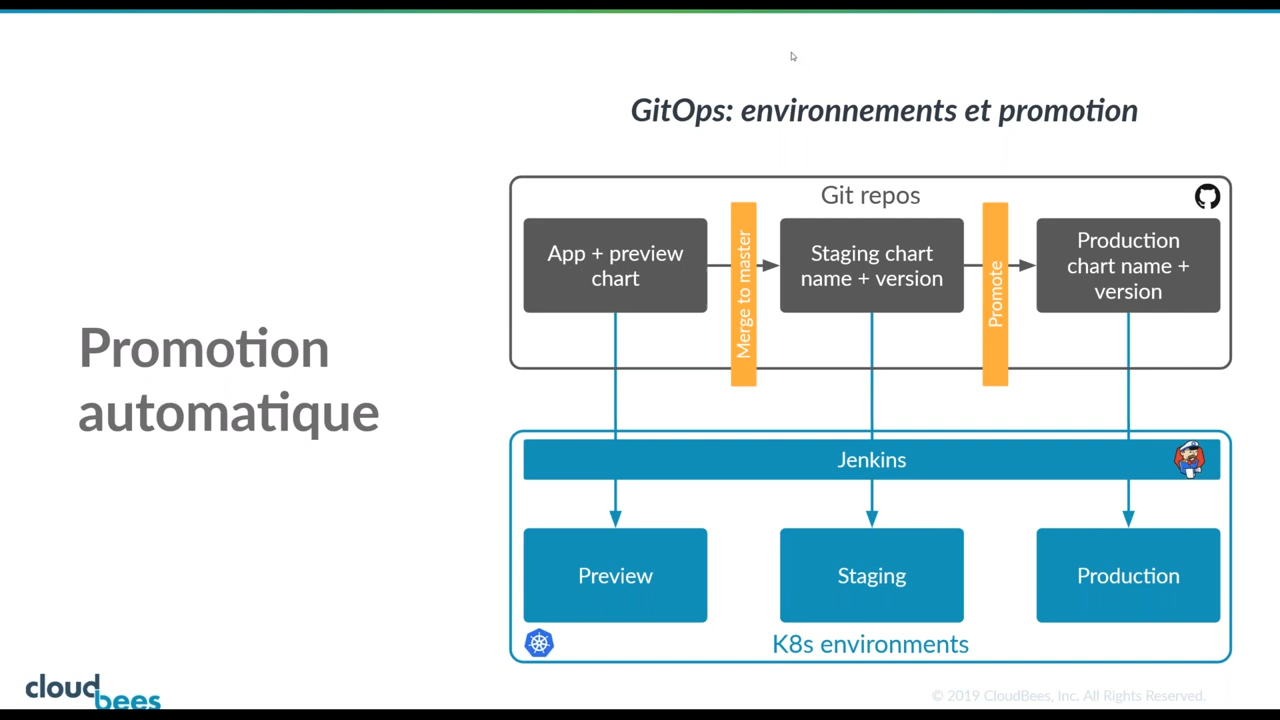 GitOps: environnements et promotion
Promotion
automatique
Git repos
App + preview
chart
Merge to master
Staging chart
name + version
Promote
Production
chart name +
version
Jenkins
Preview
Staging
Production
K8s environments
cloudbees
© 2019 CloudBees, Inc. All Rights Reserved.